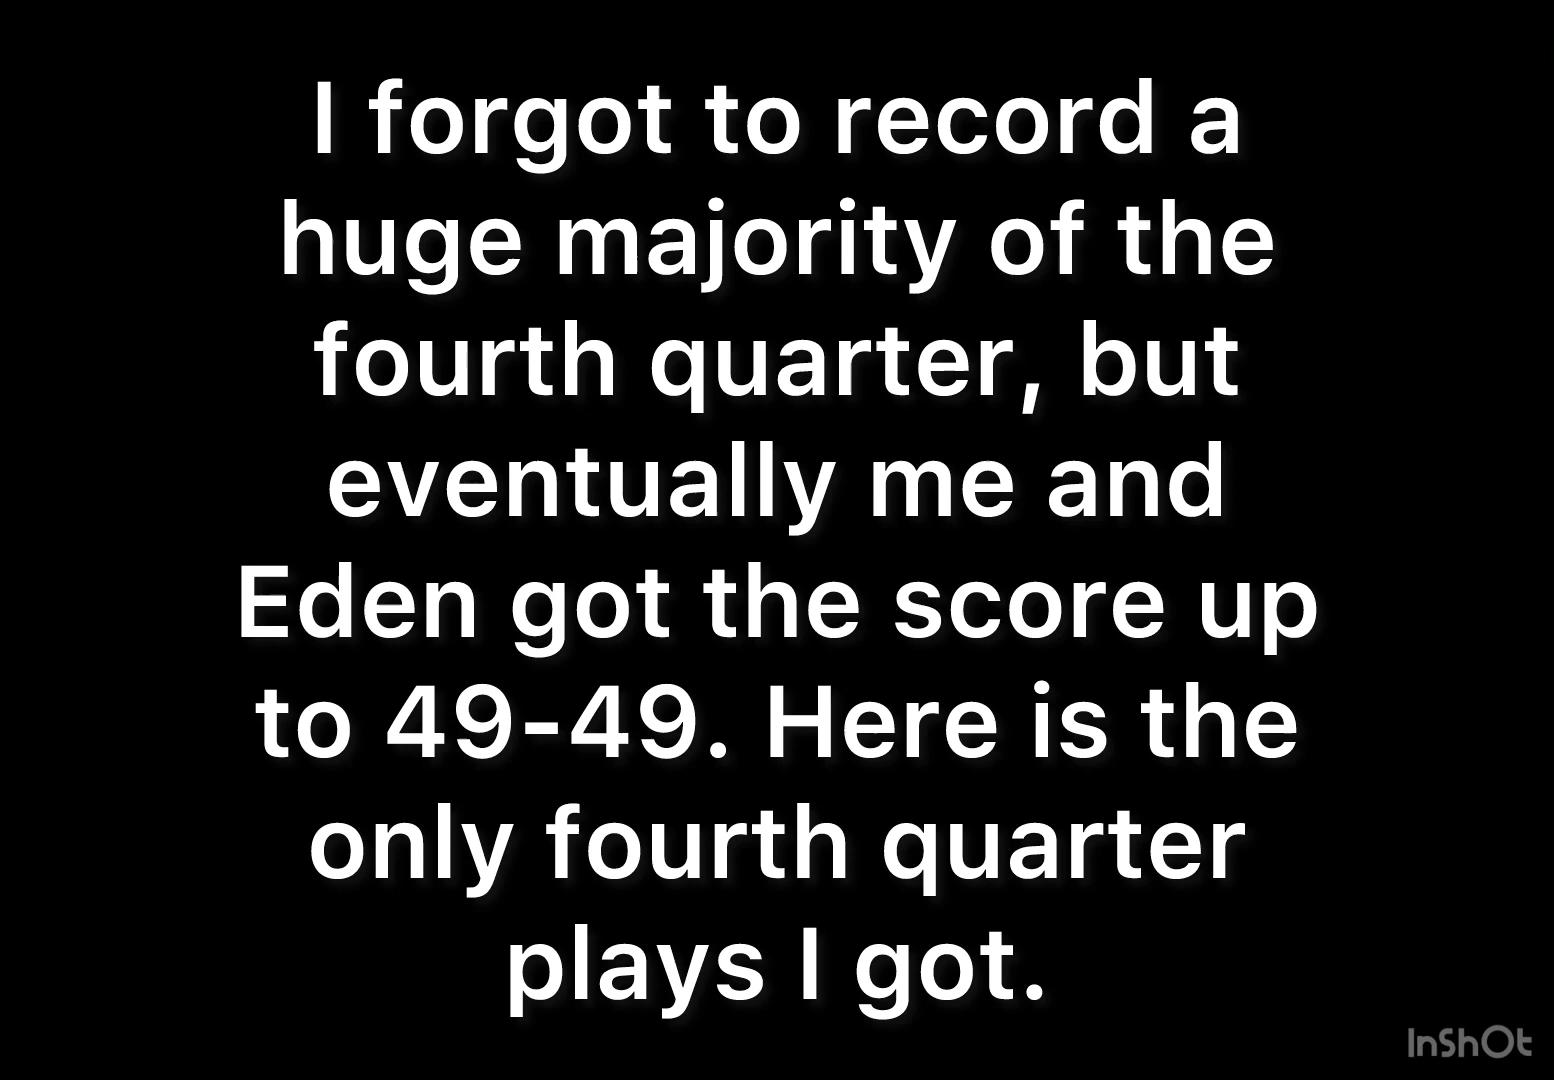 I forgot to record a
huge majority of the
fourth quarter, but
eventually me and
Eden got the score up
to 49-49. Here is the
only fourth quarter
plays I got.
InShOt